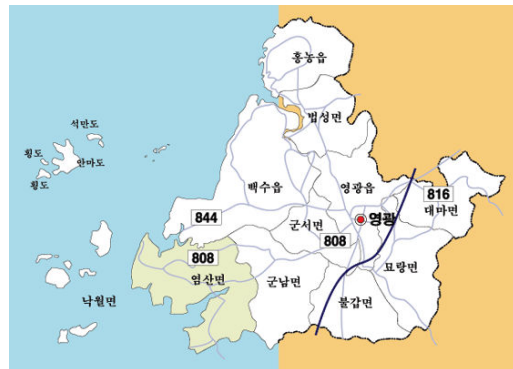 홍농읍
법성면
석만도
횡도
안마도
횡도
백수읍
영광읍
816
대마면
844
군서면
영광
808
808
염산면
군남면
묘량면
낙월면
불갑면